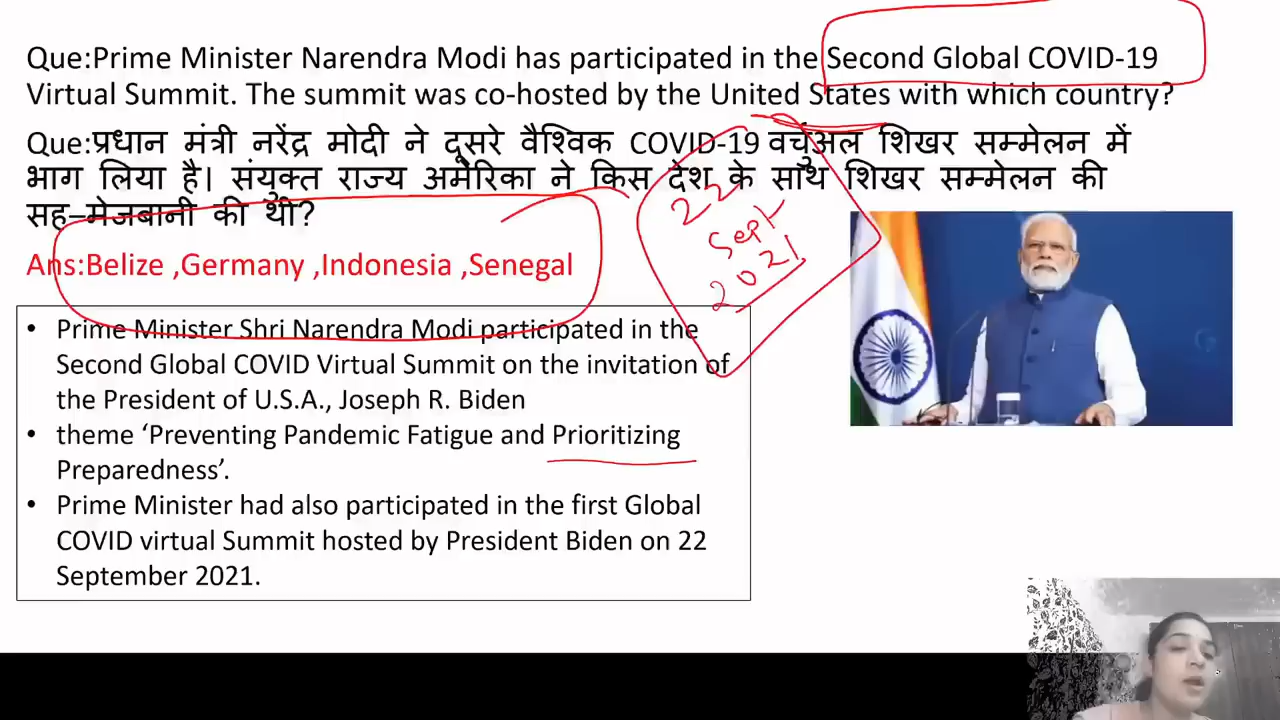 Que:Prime Minister Narendra Modi has participated in the Second Global COVID-19
Virtual Summit. The summit was co-hosted by the United States with which country?
Que:प्रधान मंत्री नरेंद्र मोदी ने दूसरे वैश्विक COVID-19 वर्चुअल शिखर सम्मेलन में
भाग लिया है। संयुक्त राज्य अमेरिका ने किस देश के साथ शिखर सम्मेलन की
सह–मेजबानी की थी?
Ans:Belize ,Germany ,Indonesia ,Senegal
22
Sept
2021
• Prime Minister Shri Narendra Modi participated in the
Second Global COVID Virtual Summit on the invitation of
the President of U.S.A., Joseph R. Biden
• theme ‘Preventing Pandemic Fatigue and Prioritizing
Preparedness’.
• Prime Minister had also participated in the first Global
COVID virtual Summit hosted by President Biden on 22
September 2021.